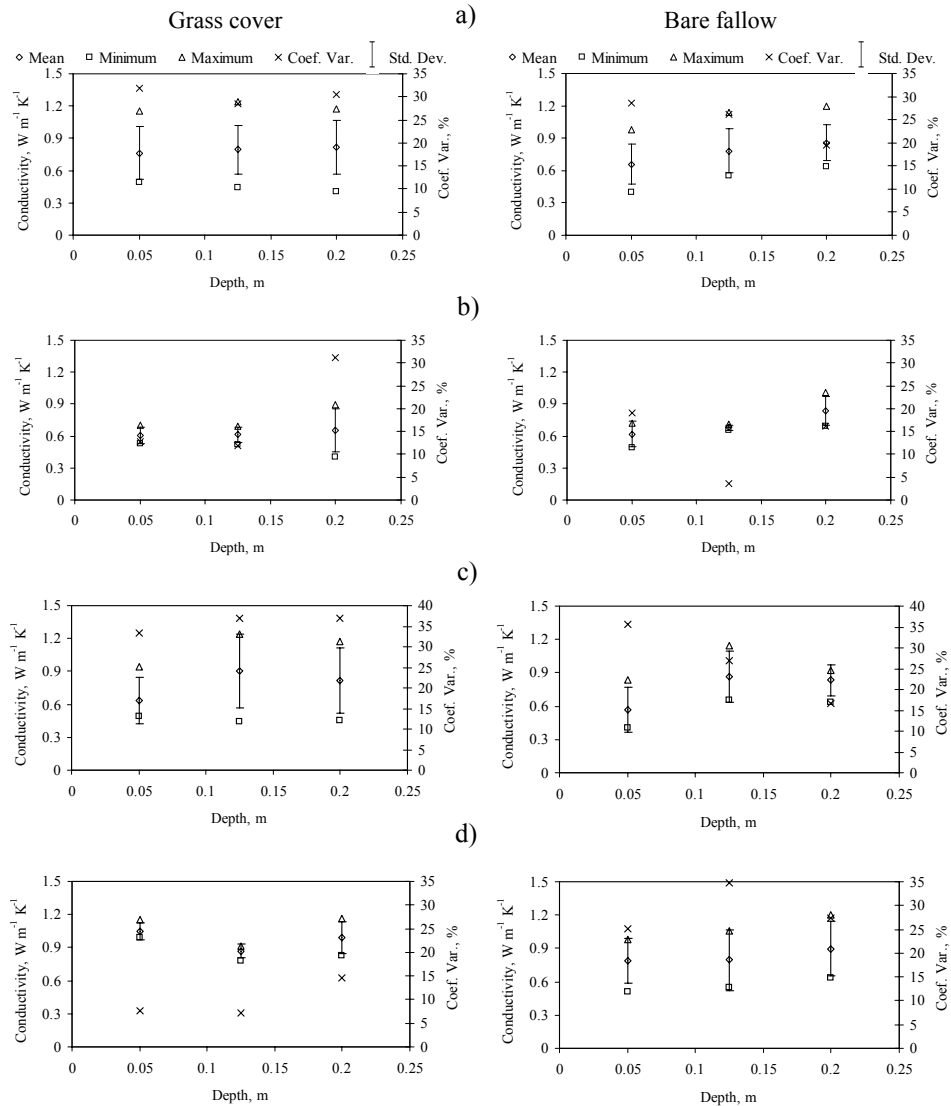 Grass cover
a)
Bare fallow
Mean Minimum Maximum Coef. Var. Std. Dev.
Mean Minimum Maximum Coef. Var. Std. Dev.
Conductivity, W m⁻¹ K⁻¹
1.5
1.2
0.9
0.6
0.3
0
35
30
25
20
15
10
5
0
Coef. Var., %
0 0.05 0.1 0.15 0.2 0.25
Depth, m
Conductivity, W m⁻¹ K⁻¹
1.5
1.2
0.9
0.6
0.3
0
35
30
25
20
15
10
5
0
Coef. Var., %
0 0.05 0.1 0.15 0.2 0.25
Depth, m
b)
Conductivity, W m⁻¹ K⁻¹
1.5
1.2
0.9
0.6
0.3
0
35
30
25
20
15
10
5
0
Coef. Var., %
0 0.05 0.1 0.15 0.2 0.25
Depth, m
Conductivity, W m⁻¹ K⁻¹
1.5
1.2
0.9
0.6
0.3
0
35
30
25
20
15
10
5
0
Coef. Var., %
0 0.05 0.1 0.15 0.2 0.25
Depth, m
c)
Conductivity, W m⁻¹ K⁻¹
1.5
1.2
0.9
0.6
0.3
0
40
35
30
25
20
15
10
5
0
Coef. Var., %
0 0.05 0.1 0.15 0.2 0.25
Depth, m
Conductivity, W m⁻¹ K⁻¹
1.5
1.2
0.9
0.6
0.3
0
40
35
30
25
20
15
10
5
0
Coef. Var., %
0 0.05 0.1 0.15 0.2 0.25
Depth, m
d)
Conductivity, W m⁻¹ K⁻¹
1.5
1.2
0.9
0.6
0.3
0
35
30
25
20
15
10
5
0
Coef. Var., %
0 0.05 0.1 0.15 0.2 0.25
Depth, m
Conductivity, W m⁻¹ K⁻¹
1.5
1.2
0.9
0.6
0.3
0
35
30
25
20
15
10
5
0
Coef. Var., %
0 0.05 0.1 0.15 0.2 0.25
Depth, m